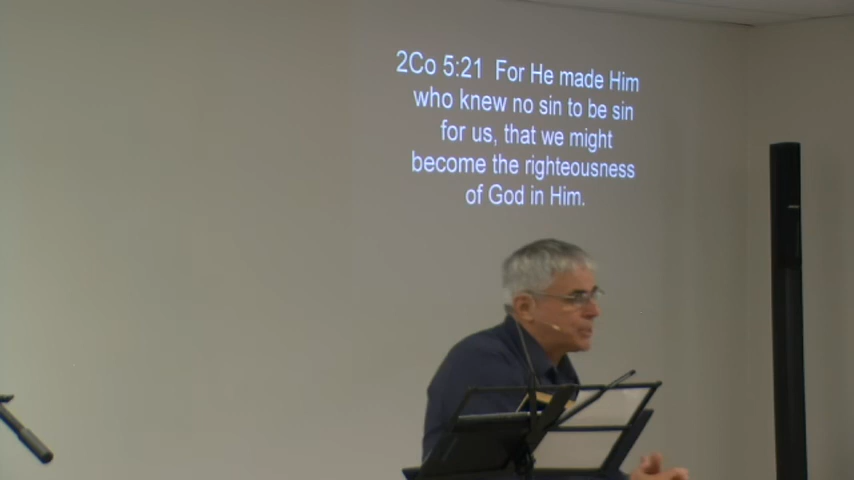 2Co 5:21 For He made Him
who knew no sin to be sin
for us, that we might
become the righteousness
of God in Him.